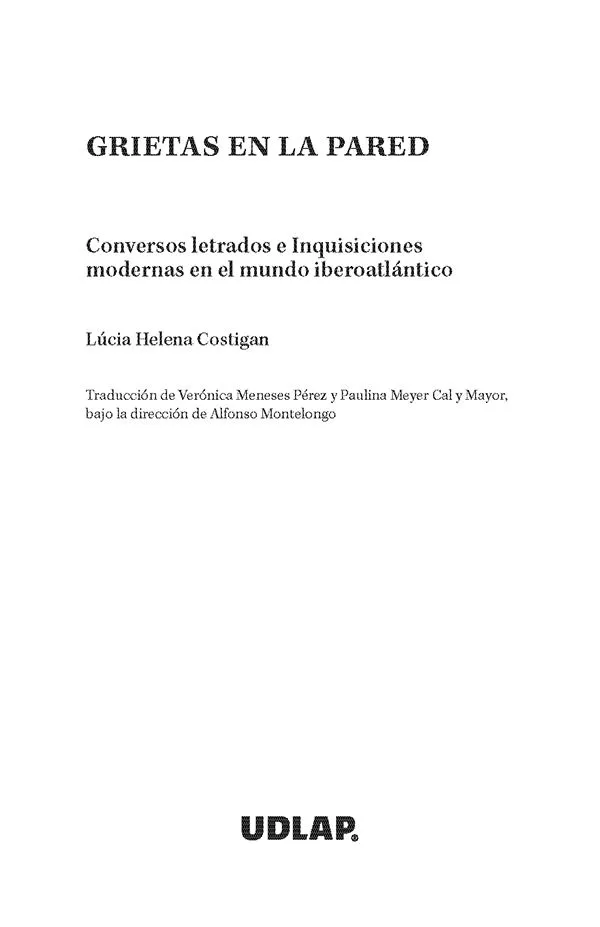 GRIETAS EN LA PARED
Conversos letrados e Inquisiciones
modernas en el mundo iberoatlántico
Lúcia Helena Costigan
Traducción de Verónica Meneses Pérez y Paulina Meyer Cal y Mayor,
bajo la dirección de Alfonso Montelongo
UDLAP®